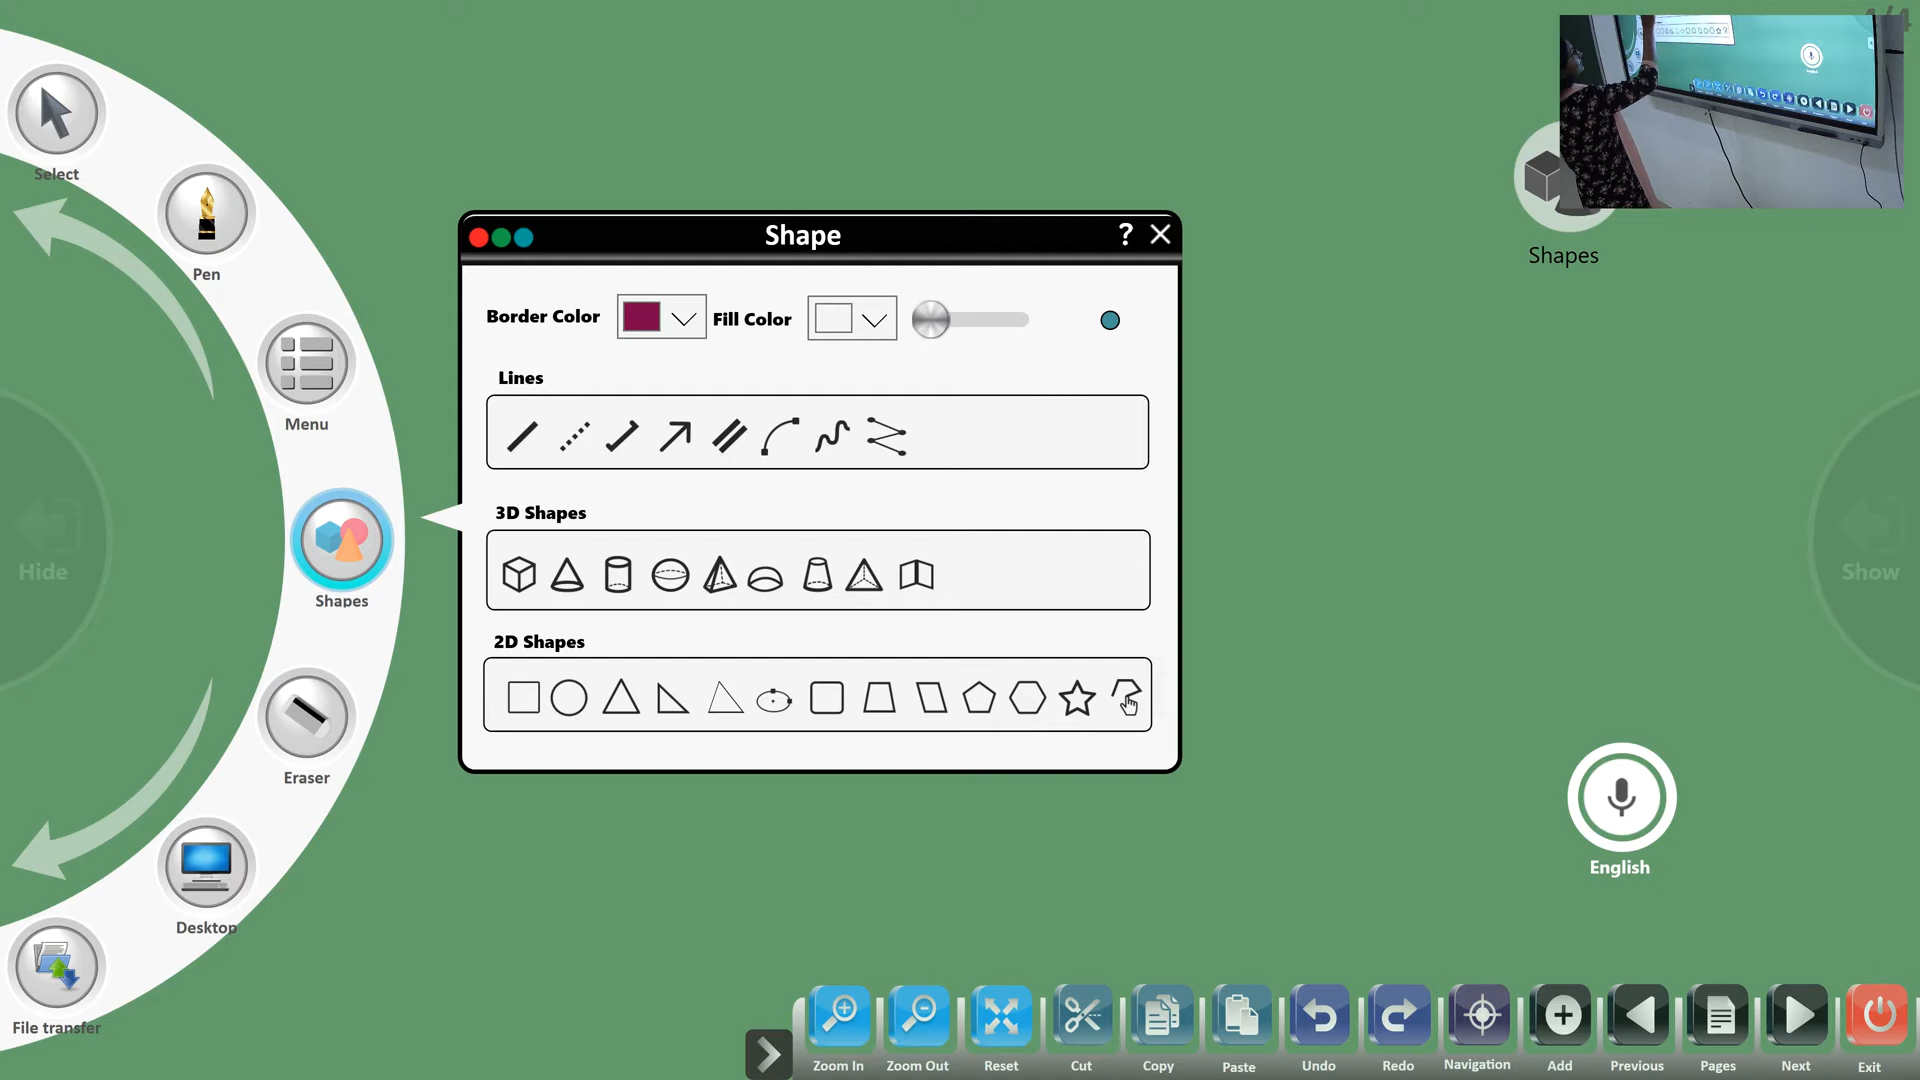 4/4
Select
Pen
Menu
Hide
Shapes
Eraser
Desktop
File transfer
Shape
?
Border Color
Fill Color
Lines
3D Shapes
2D Shapes
Shapes
Show
English
Zoom In
Zoom Out
Reset
Cut
Copy
Paste
Undo
Redo
Navigation
Add
Previous
Pages
Next
Exit